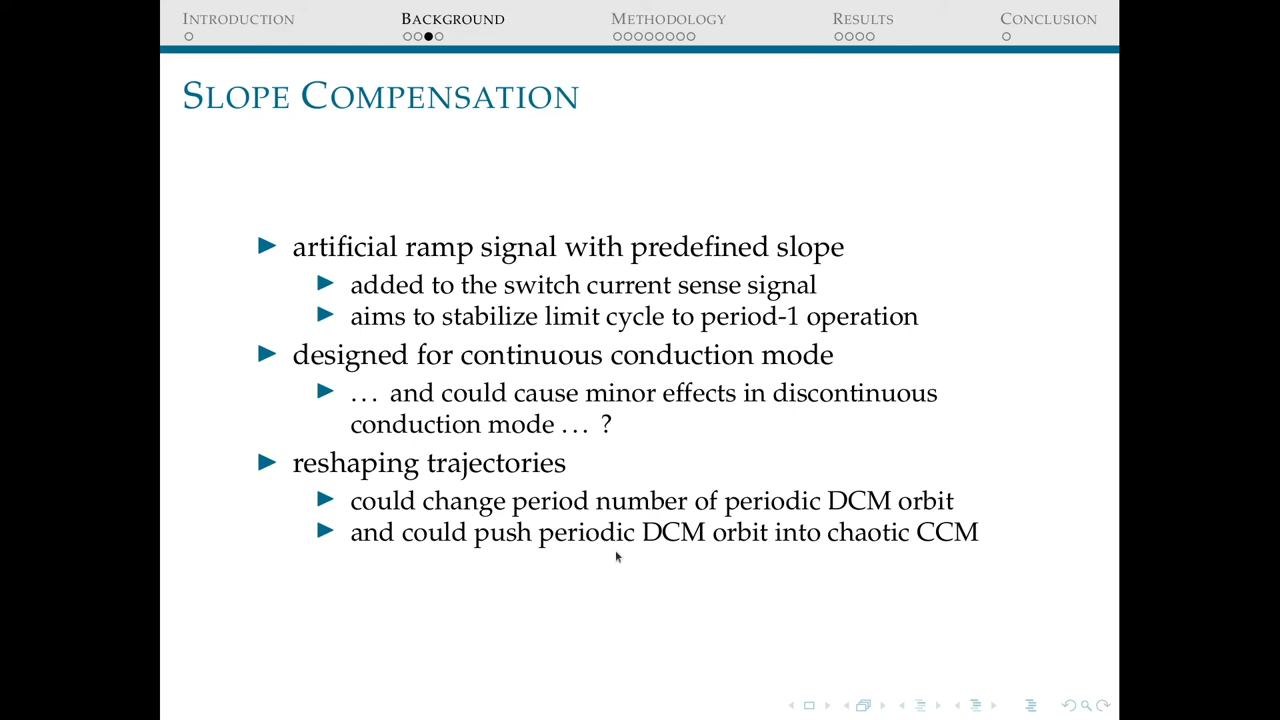 INTRODUCTION BACKGROUND METHODOLOGY RESULTS CONCLUSION
SLOPE COMPENSATION
artificial ramp signal with predefined slope
added to the switch current sense signal
aims to stabilize limit cycle to period-1 operation
designed for continuous conduction mode
... and could cause minor effects in discontinuous
conduction mode ... ?
reshaping trajectories
could change period number of periodic DCM orbit
and could push periodic DCM orbit into chaotic CCM